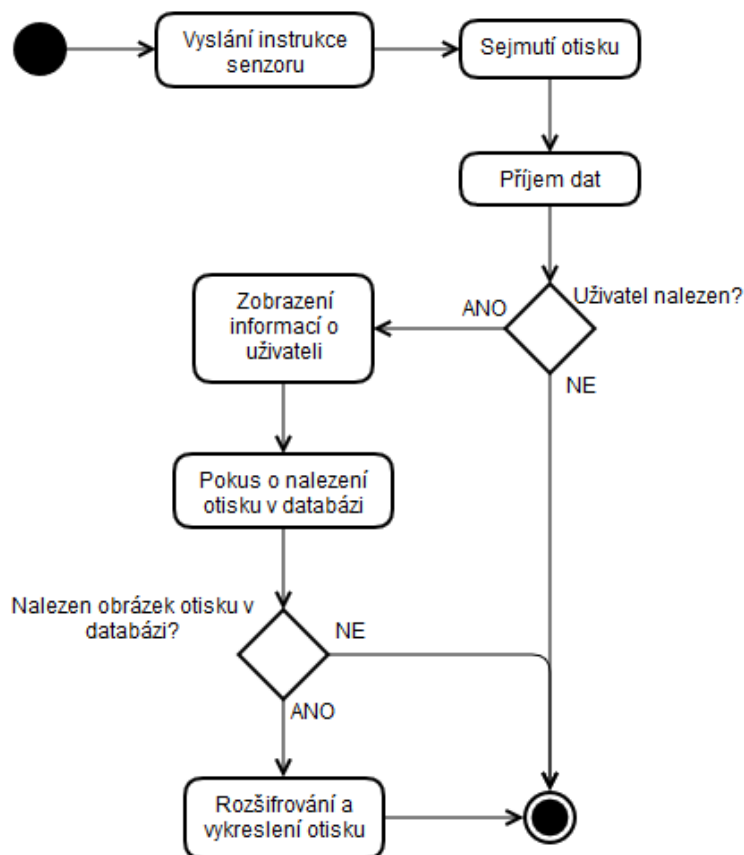 Vyslání instrukce
senzoru
Sejmutí otisku
Příjem dat
Uživatel nalezen?
ANO
NE
Zobrazení
informací o
uživateli
Pokus o nalezení
otisku v databázi
Nalezen obrázek otisku v
databázi?
NE
ANO
Rozšifrování a
vykreslení otisku